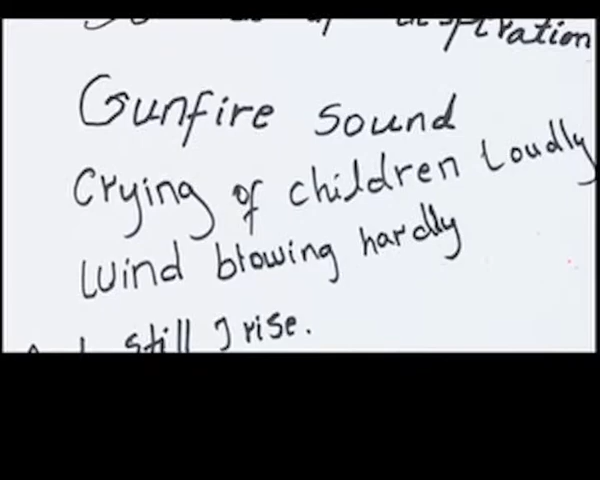 Gunfire sound
Crying of children Loudly
Wind blowing hardly
still I rise.